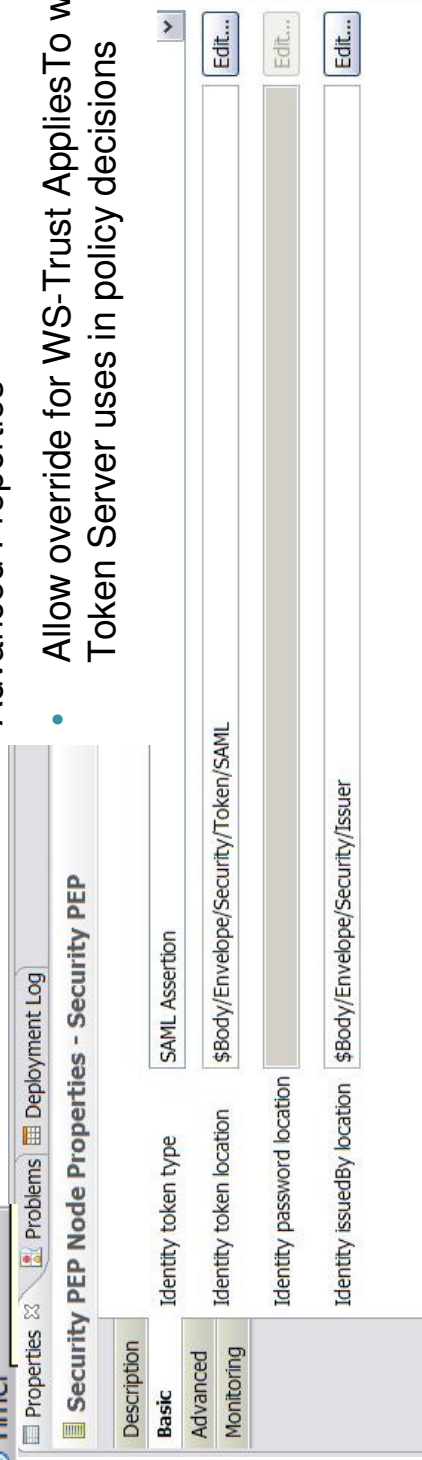 Advanced Properties
• Allow override for WS-Trust AppliesTo
Token Server uses in policy decisions
Properties Problems Deployment Log
Security PEP Node Properties - Security PEP
Description
Basic
Advanced
Monitoring
Identity token type SAML Assertion
Identity token location $Body/Envelope/Security/Token/SAML Edit...
Identity password location Edit...
Identity issuedBy location $Body/Envelope/Security/Issuer Edit...